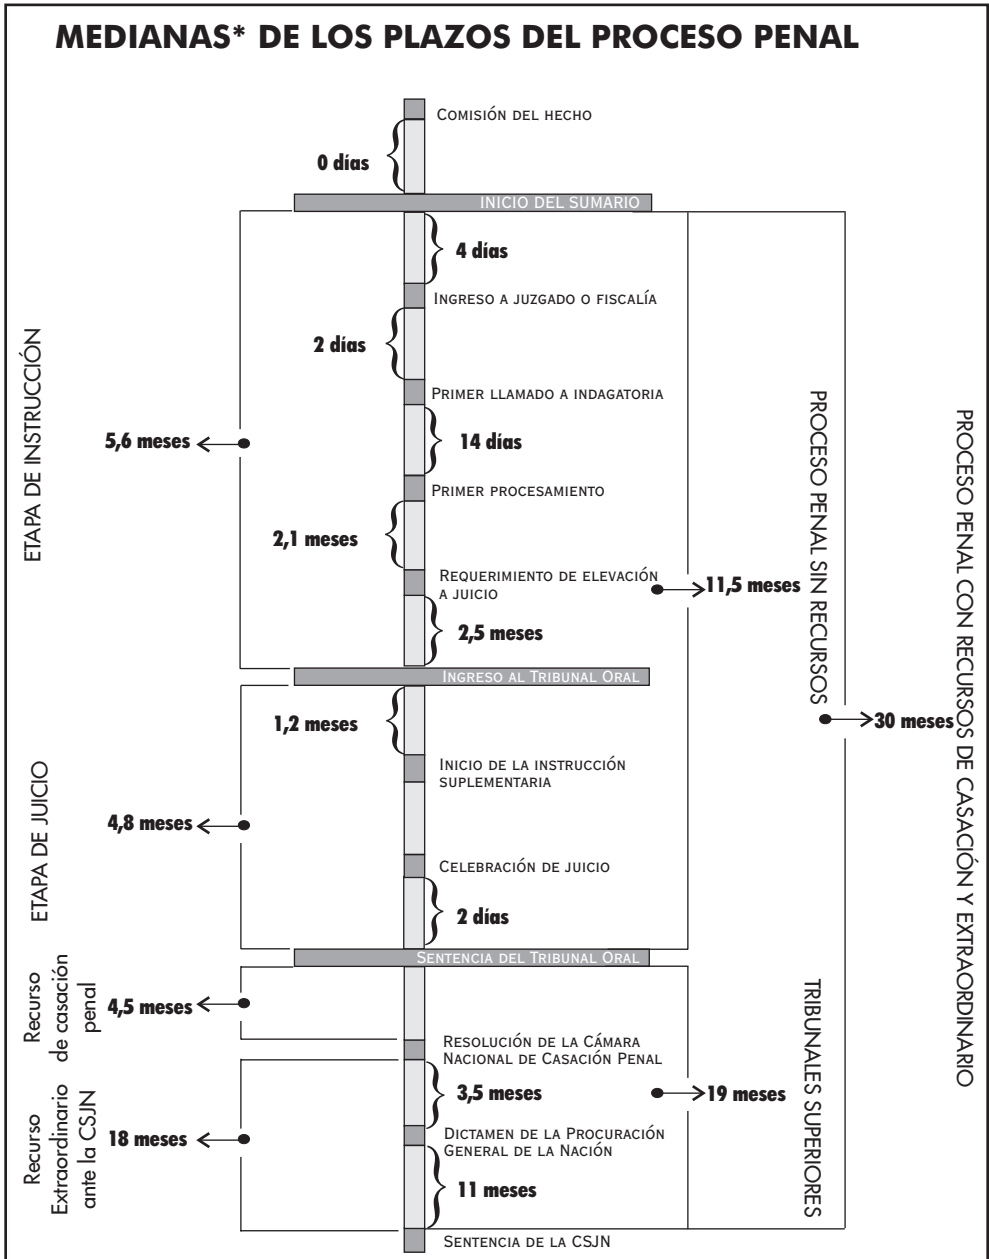 MEDIANAS* DE LOS PLAZOS DEL PROCESO PENAL
COMISIÓN DEL HECHO
0 días
INICIO DEL SUMARIO
4 días
INGRESO A JUZGADO O FISCALÍA
2 días
PRIMER LLAMADO A INDAGATORIA
ETAPA DE INSTRUCCIÓN
5,6 meses
14 días
PRIMER PROCESAMIENTO
2,1 meses
REQUERIMIENTO DE ELEVACIÓN
A JUICIO
11,5 meses
PROCESO PENAL SIN RECURSOS
2,5 meses
INGRESO AL TRIBUNAL ORAL
1,2 meses
30 meses
PROCESO PENAL CON RECURSOS DE CASACIÓN Y EXTRAORDINARIO
INICIO DE LA INSTRUCCIÓN
SUPLEMENTARIA
ETAPA DE JUICIO
4,8 meses
CELEBRACIÓN DE JUICIO
2 días
SENTENCIA DEL TRIBUNAL ORAL
Recurso
de casación
penal
4,5 meses
RESOLUCIÓN DE LA CÁMARA
NACIONAL DE CASACIÓN PENAL
3,5 meses
19 meses
TRIBUNALES SUPERIORES
Recurso
Extraordinario
ante la CSJN
18 meses
DICTAMEN DE LA PROCURACIÓN
GENERAL DE LA NACIÓN
11 meses
SENTENCIA DE LA CSJN